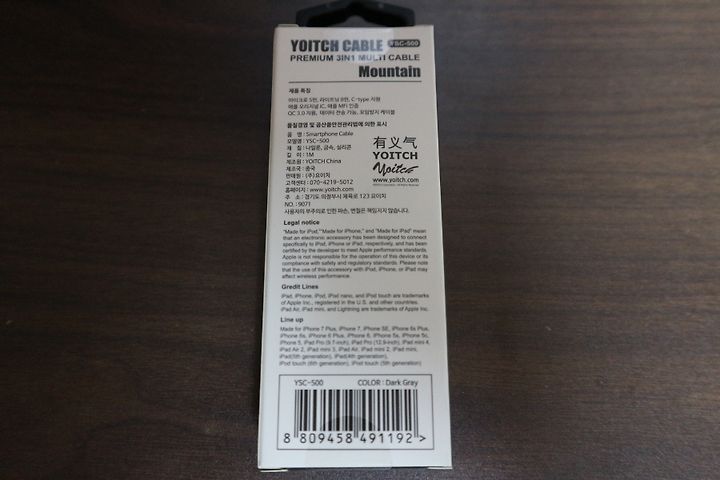 YOITCH CABLE YSC-500
PREMIUM 3IN1 MULTI CABLE
Mountain
제품 특징
마이크로 5핀, 라이트닝 8핀, C-type 지원
애플 오리지널 IC, 애플 MFi 인증
QC 3.0 지원, 데이터 전송 가능, 꼬임방지 케이블
품질경영 및 공산품안전관리법에 의한 표시
품 명 : Smartphone Cable
모델명 : YSC-500
재 질 : 나일론, 금속, 실리콘
길 이 : 1M
제조원 : YOITCH China
제조국 : 중국
판매원 : (주)요이치
고객센터 : 070-4219-5012
홈페이지 : www.yoitch.com
주 소 : 경기도 의정부시 체육로 123 요이치
NO. : 9071
사용자의 부주의로 인한 파손, 변질은 책임지지 않습니다.
有义气
YOITCH
Yoitch
www.yoitch.com
Legal notice
"Made for iPod," "Made for iPhone," and "Made for iPad" mean
that an electronic accessory has been designed to connect
specifically to iPod, iPhone or iPad, respectively, and has been
certified by the developer to meet Apple performance standards.
Apple is not responsible for the operation of this device or its
compliance with safety and regulatory standards. Please note
that the use of this accessory with iPod, iPhone, or iPad may
affect wireless performance.
Gredit Lines
iPad, iPhone, iPod, iPod nano, and iPod touch are trademarks
of Apple Inc., registered in the U.S. and other countries.
iPad Air, iPad mini, and Lightning are trademarks of Apple Inc.
Line up
Made for iPhone 7 Plus, iPhone 7, iPhone SE, iPhone 6s Plus,
iPhone 6s, iPhone 6 Plus, iPhone 6, iPhone 5s, iPhone 5c,
iPhone 5, iPad Pro (9.7-inch), iPad Pro (12.9-inch), iPad mini 4,
iPad Air 2, iPad mini 3, iPad Air, iPad mini 2, iPad mini,
iPad(5th generation), iPad(4th generation),
iPod touch (6th generation), iPod touch (5th generation)
YSC-500 COLOR : Dark Gray
8 809458 491192 >